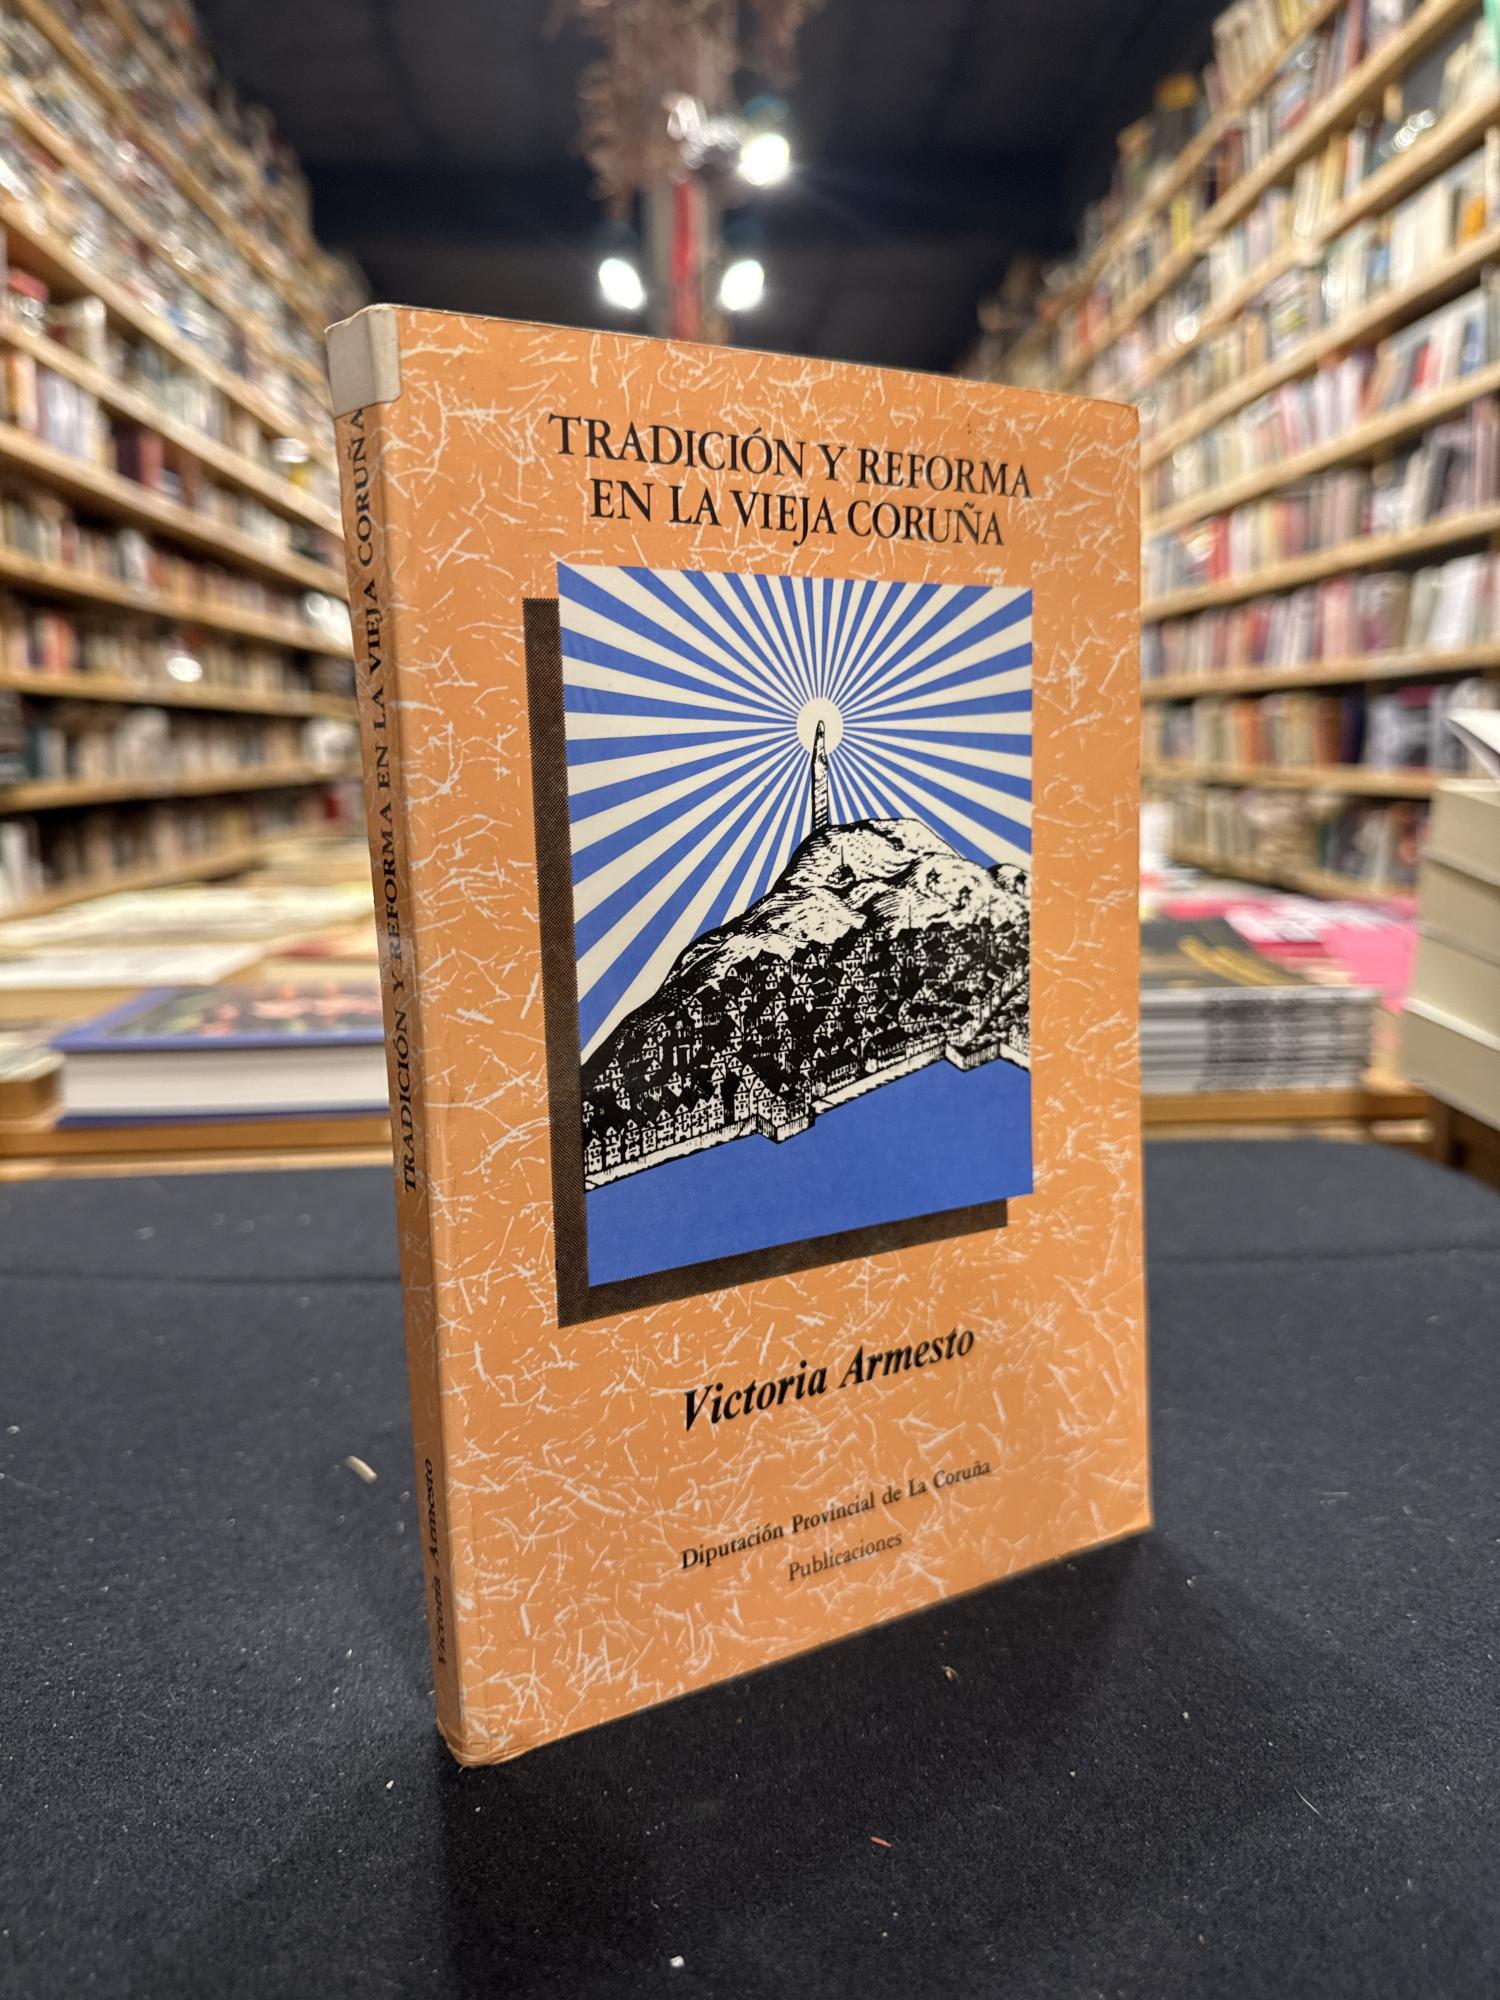 TRADICIÓN Y REFORMA
EN LA VIEJA CORUÑA
Victoria Armesto
Diputación Provincial de La Coruña
Publicaciones
TRADICIÓN Y REFORMA EN LA VIEJA CORUÑA
Victoria Armesto